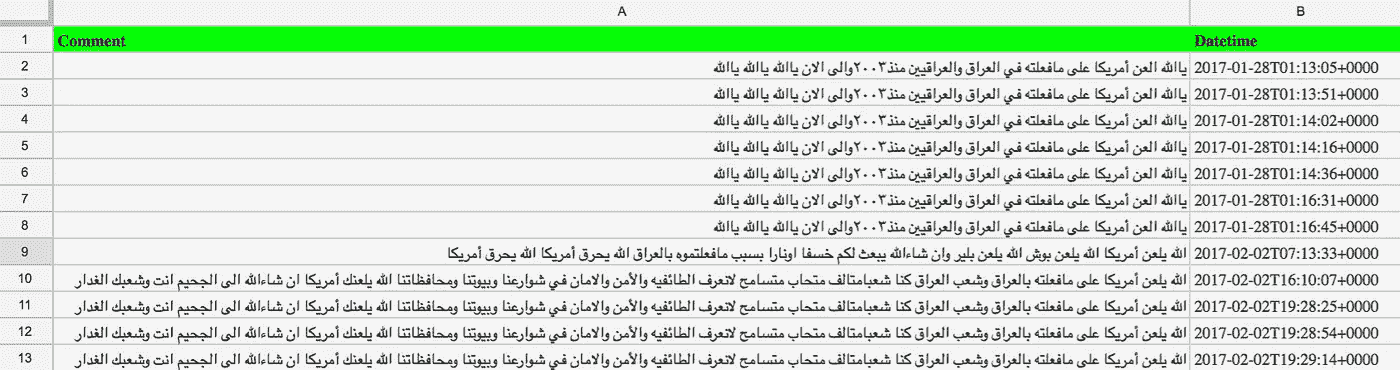 A B
1 Comment Datetime
2 ياالله العن أمريكا على مافعلته في العراق والعراقيين منذ٢٠٠٣والى الان ياالله ياالله ياالله 2017-01-28T01:13:05+0000
3 ياالله العن أمريكا على مافعلته في العراق والعراقيين منذ٢٠٠٣والى الان ياالله ياالله ياالله 2017-01-28T01:13:51+0000
4 ياالله العن أمريكا على مافعلته في العراق والعراقيين منذ٢٠٠٣والى الان ياالله ياالله ياالله 2017-01-28T01:14:02+0000
5 ياالله العن أمريكا على مافعلته في العراق والعراقيين منذ٢٠٠٣والى الان ياالله ياالله ياالله 2017-01-28T01:14:16+0000
6 ياالله العن أمريكا على مافعلته في العراق والعراقيين منذ٢٠٠٣والى الان ياالله ياالله ياالله 2017-01-28T01:14:36+0000
7 ياالله العن أمريكا على مافعلته في العراق والعراقيين منذ٢٠٠٣والى الان ياالله ياالله ياالله 2017-01-28T01:16:31+0000
8 ياالله العن أمريكا على مافعلته في العراق والعراقيين منذ٢٠٠٣والى الان ياالله ياالله ياالله 2017-01-28T01:16:45+0000
9 الله يلعن أمريكا الله يلعن بوش الله يلعن بلير وان شاءالله يبعث لكم خسفا اونارا بسبب مافعلتموه بالعراق الله يحرق أمريكا الله يحرق أمريكا 2017-02-02T07:13:33+0000
10 الله يلعن أمريكا على مافعلته بالعراق وشعب العراق كنا شعبامتالف متحاب متسامح لاتعرف الطائفيه والأمن والامان في شوارعنا وبيوتنا ومحافظاتنا الله يلعنك أمريكا ان شاءالله الى الجحيم انت وشعبك الغدار 2017-02-02T16:10:07+0000
11 الله يلعن أمريكا على مافعلته بالعراق وشعب العراق كنا شعبامتالف متحاب متسامح لاتعرف الطائفيه والأمن والامان في شوارعنا وبيوتنا ومحافظاتنا الله يلعنك أمريكا ان شاءالله الى الجحيم انت وشعبك الغدار 2017-02-02T19:28:25+0000
12 الله يلعن أمريكا على مافعلته بالعراق وشعب العراق كنا شعبامتالف متحاب متسامح لاتعرف الطائفيه والأمن والامان في شوارعنا وبيوتنا ومحافظاتنا الله يلعنك أمريكا ان شاءالله الى الجحيم انت وشعبك الغدار 2017-02-02T19:28:54+0000
13 الله يلعن أمريكا على مافعلته بالعراق وشعب العراق كنا شعبامتالف متحاب متسامح لاتعرف الطائفيه والأمن والامان في شوارعنا وبيوتنا ومحافظاتنا الله يلعنك أمريكا ان شاءالله الى الجحيم انت وشعبك الغدار 2017-02-02T19:29:14+0000